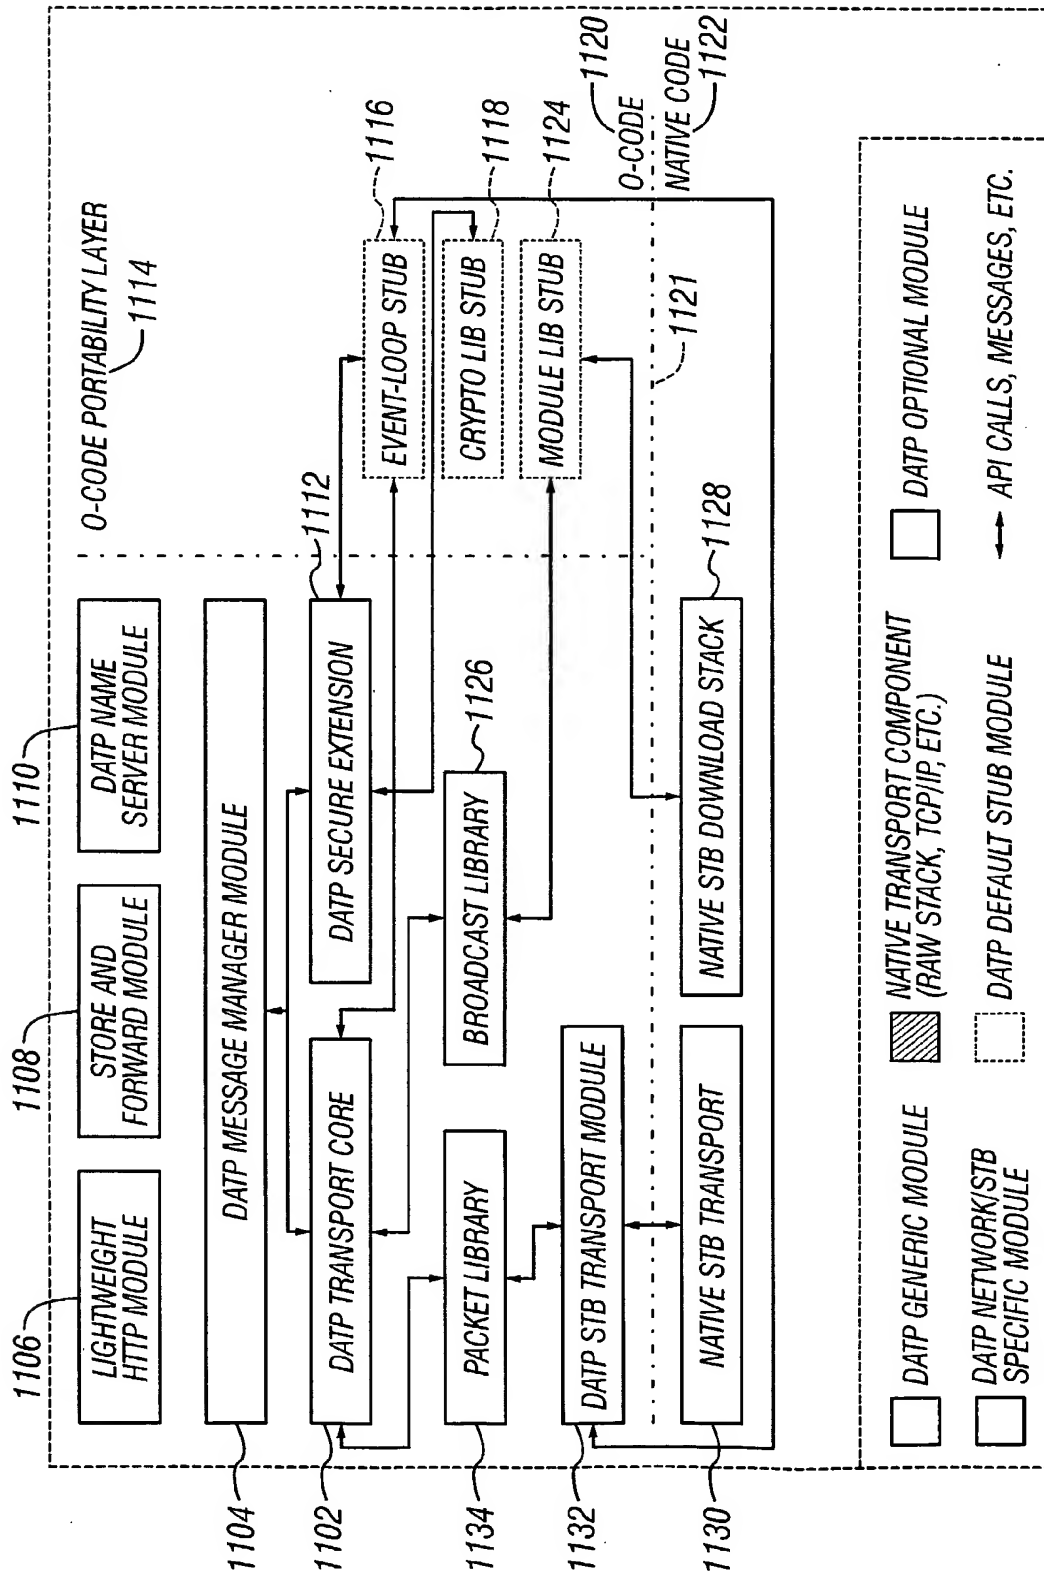 1106
LIGHTWEIGHT
HTTP MODULE
1108
STORE AND
FORWARD MODULE
1110
DATP NAME
SERVER MODULE
O-CODE PORTABILITY LAYER
1114
1104
DATP MESSAGE MANAGER MODULE
1102
DATP TRANSPORT CORE
DATP SECURE EXTENSION
1112
EVENT-LOOP STUB
1116
1134
PACKET LIBRARY
BROADCAST LIBRARY
1126
CRYPTO LIB STUB
1118
1132
DATP STB TRANSPORT MODULE
MODULE LIB STUB
1124
O-CODE
1120
1121
NATIVE CODE
1122
1130
NATIVE STB TRANSPORT
NATIVE STB DOWNLOAD STACK
1128
DATP GENERIC MODULE
NATIVE TRANSPORT COMPONENT
(RAW STACK, TCP/IP, ETC.)
DATP OPTIONAL MODULE
DATP NETWORK/STB
SPECIFIC MODULE
DATP DEFAULT STUB MODULE
API CALLS, MESSAGES, ETC.